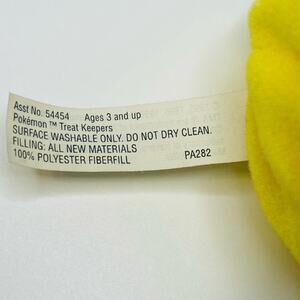 Asst No. 54454 Ages 3 and up
Pokémon™ Treat Keepers
SURFACE WASHABLE ONLY. DO NOT DRY CLEAN.
FILLING: ALL NEW MATERIALS
100% POLYESTER FIBERFILL PA282